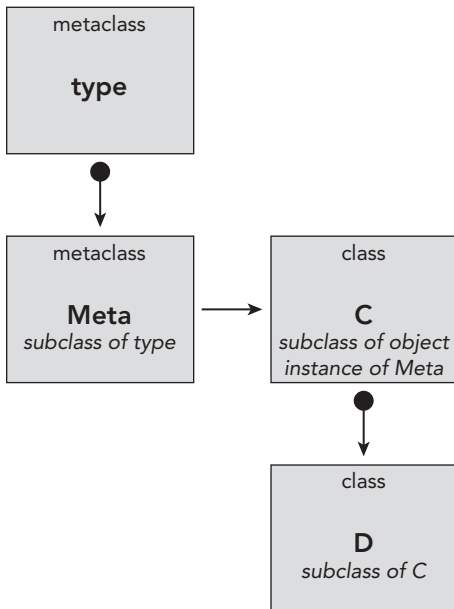 metaclass
type
metaclass
Meta
subclass of type
class
C
subclass of object
instance of Meta
class
D
subclass of C